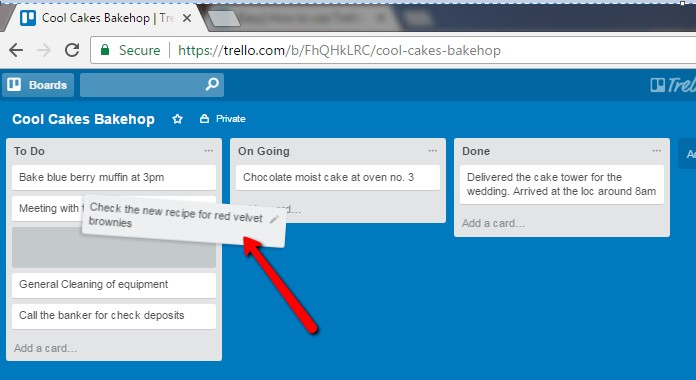 Cool Cakes Bakehop | Tre
Secure https://trello.com/b/FhQHkLRC/cool-cakes-bakehop
Boards
Trel
Cool Cakes Bakehop
Private
To Do
Bake blue berry muffin at 3pm
Meeting with
Check the new recipe for red velvet
brownies
General Cleaning of equipment
Call the banker for check deposits
Add a card...
On Going
Chocolate moist cake at oven no. 3
card...
Done
Delivered the cake tower for the
wedding. Arrived at the loc around 8am
Add a card...